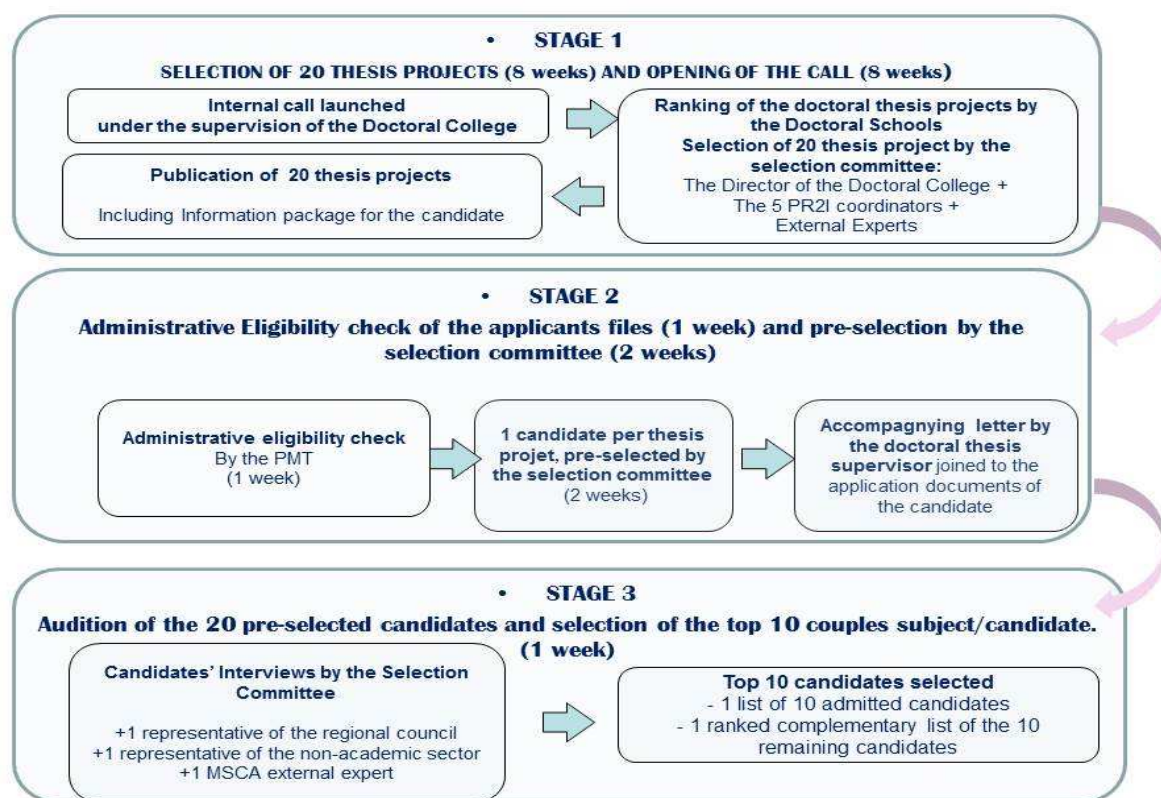 • STAGE 1
SELECTION OF 20 THESIS PROJECTS (8 weeks) AND OPENING OF THE CALL (8 weeks)
Internal call launched
under the supervision of the Doctoral College
Ranking of the doctoral thesis projects by
the Doctoral Schools
Selection of 20 thesis project by the
selection committee:
The Director of the Doctoral College +
The 5 PR2I coordinators +
External Experts
Publication of 20 thesis projects
Including Information package for the candidate
• STAGE 2
Administrative Eligibility check of the applicants files (1 week) and pre-selection by the
selection committee (2 weeks)
Administrative eligibility check
By the PMT
(1 week)
1 candidate per thesis
projet, pre-selected by
the selection committee
(2 weeks)
Accompagnying letter by
the doctoral thesis
supervisor joined to the
application documents of
the candidate
• STAGE 3
Audition of the 20 pre-selected candidates and selection of the top 10 couples subject/candidate.
(1 week)
Candidates' Interviews by the Selection
Committee
+1 representative of the regional council
+1 representative of the non-academic sector
+1 MSCA external expert
Top 10 candidates selected
- 1 list of 10 admitted candidates
- 1 ranked complementary list of the 10
remaining candidates